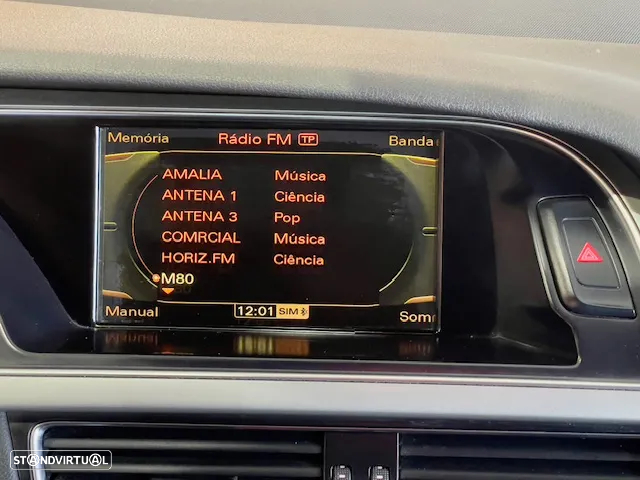 Memória Rádio FM TP Banda
AMALIA Música
ANTENA 1 Ciência
ANTENA 3 Pop
COMRCIAL Música
HORIZ.FM Ciência
M80
Manual 12:01 SIM Som
STANDVIRTUAL